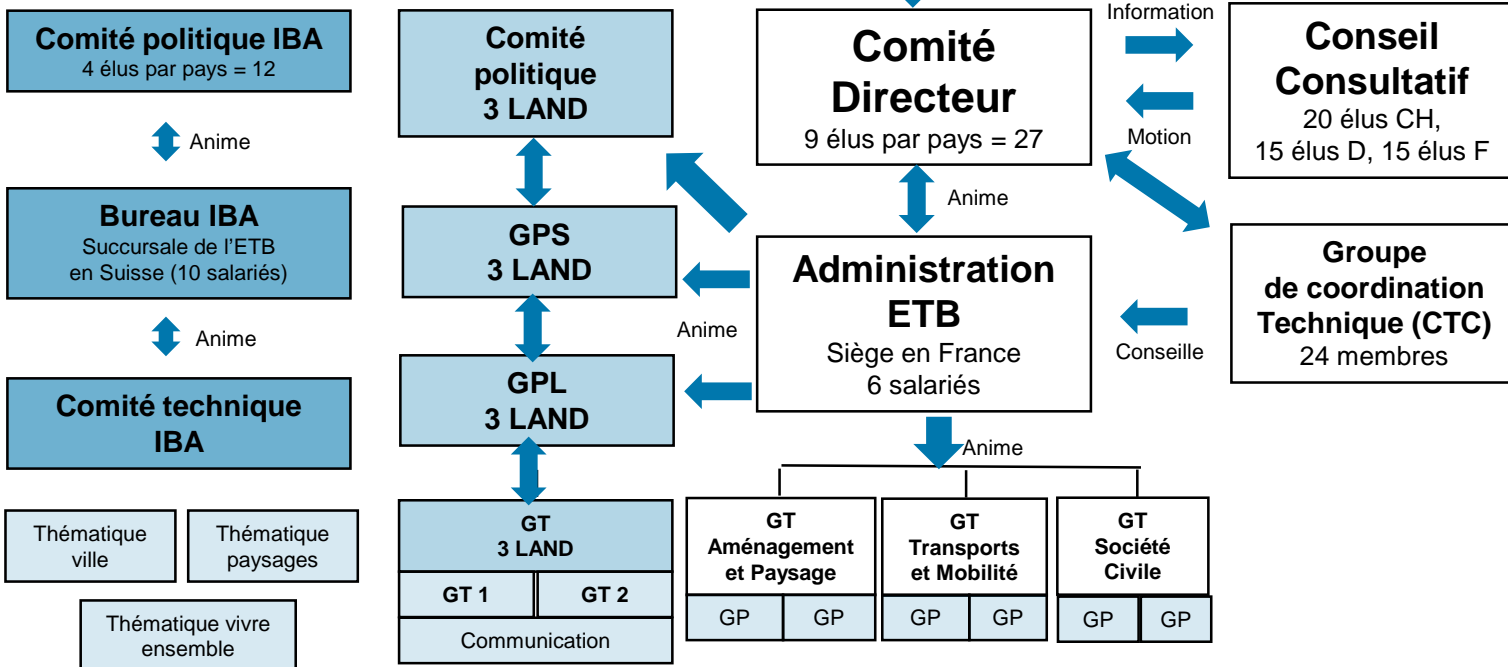 Comité politique IBA
4 élus par pays = 12
Anime
Bureau IBA
Succursale de l'ETB
en Suisse (10 salariés)
Anime
Comité technique
IBA
Thématique
ville
Thématique
paysages
Thématique vivre
ensemble
Comité
politique
3 LAND
GPS
3 LAND
GPL
3 LAND
GT
3 LAND
GT 1
GT 2
Communication
Anime
Comité
Directeur
9 élus par pays = 27
Anime
Administration
ETB
Siège en France
6 salariés
Anime
GT
Aménagement
et Paysage
GP
GP
GT
Transports
et Mobilité
GP
GP
GT
Société
Civile
GP
GP
Information
Motion
Conseil
Consultatif
20 élus CH,
15 élus D, 15 élus F
Conseille
Groupe
de coordination
Technique (CTC)
24 membres